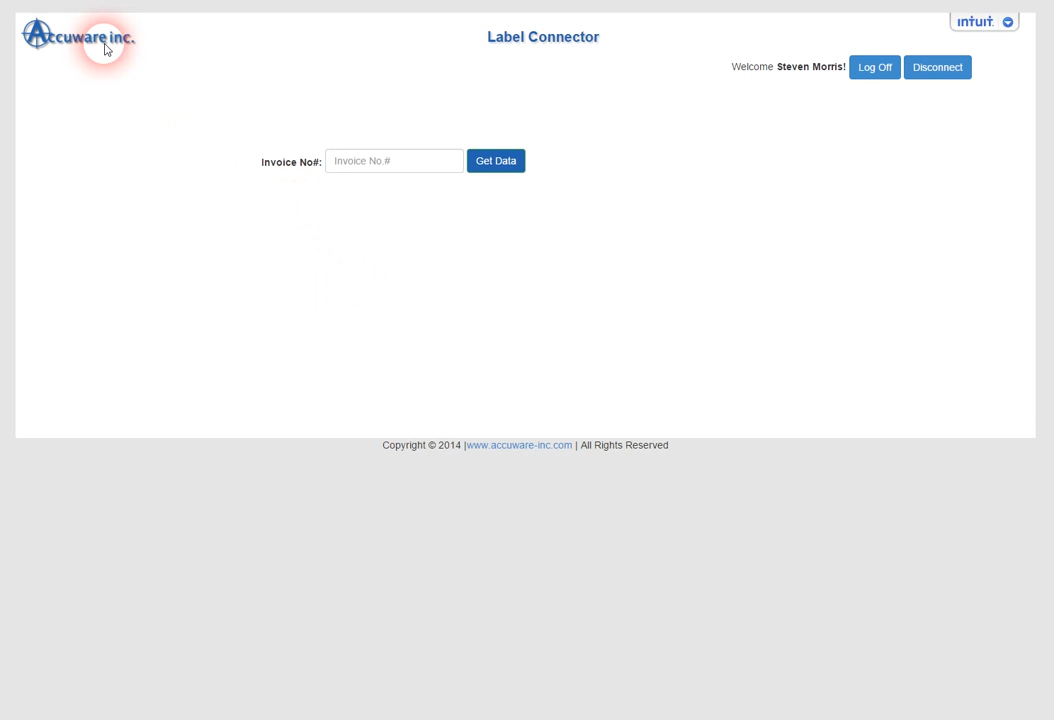 Accuware inc.
Label Connector
intuit.
Welcome Steven Morris! Log Off Disconnect
Invoice No#: Invoice No.# Get Data
Copyright © 2014 |www.accuware-inc.com | All Rights Reserved